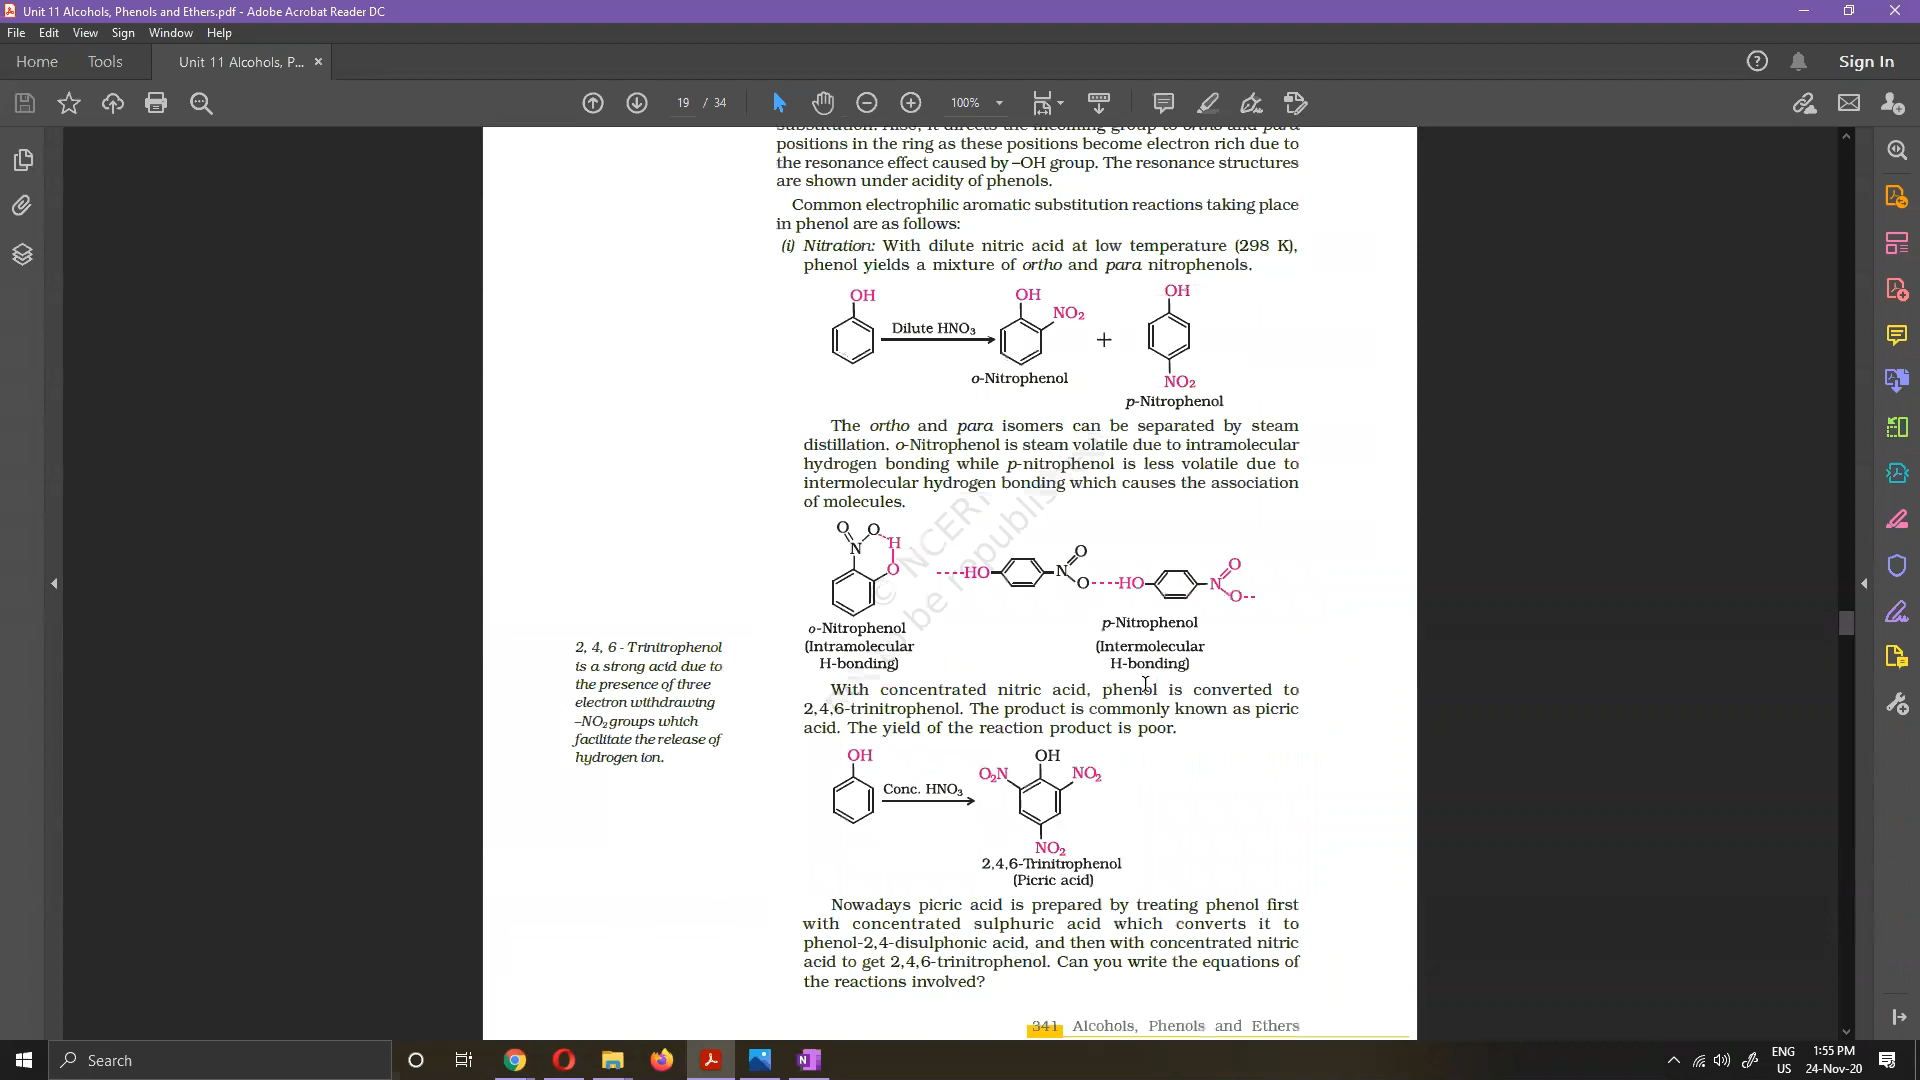 Unit 11 Alcohols, Phenols and Ethers.pdf - Adobe Acrobat Reader DC
File Edit View Sign Window Help
Home Tools Unit 11 Alcohols, P... × Sign In
19 / 34 100%
substitution. Also, it directs the incoming group to ortho and para
positions in the ring as these positions become electron rich due to
the resonance effect caused by –OH group. The resonance structures
are shown under acidity of phenols.
Common electrophilic aromatic substitution reactions taking place
in phenol are as follows:
(i) Nitration: With dilute nitric acid at low temperature (298 K),
phenol yields a mixture of ortho and para nitrophenols.
OH OH OH
NO₂
Dilute HNO₃ +
o-Nitrophenol
NO₂
p-Nitrophenol
The ortho and para isomers can be separated by steam
distillation. o-Nitrophenol is steam volatile due to intramolecular
hydrogen bonding while p-nitrophenol is less volatile due to
intermolecular hydrogen bonding which causes the association
of molecules.
O O H
N O
HO N O O HO N O O
o-Nitrophenol
(Intramolecular
H-bonding)
p-Nitrophenol
(Intermolecular
H-bonding)
2, 4, 6 - Trinitrophenol
is a strong acid due to
the presence of three
electron withdrawing
–NO₂ groups which
facilitate the release of
hydrogen ion.
With concentrated nitric acid, phenol is converted to
2,4,6-trinitrophenol. The product is commonly known as picric
acid. The yield of the reaction product is poor.
OH OH
O₂N NO₂
Conc. HNO₃
NO₂
2,4,6-Trinitrophenol
(Picric acid)
Nowadays picric acid is prepared by treating phenol first
with concentrated sulphuric acid which converts it to
phenol-2,4-disulphonic acid, and then with concentrated nitric
acid to get 2,4,6-trinitrophenol. Can you write the equations of
the reactions involved?
341 Alcohols, Phenols and Ethers
© NCERT
be republis
Search
ENG
US
1:55 PM
24-Nov-20